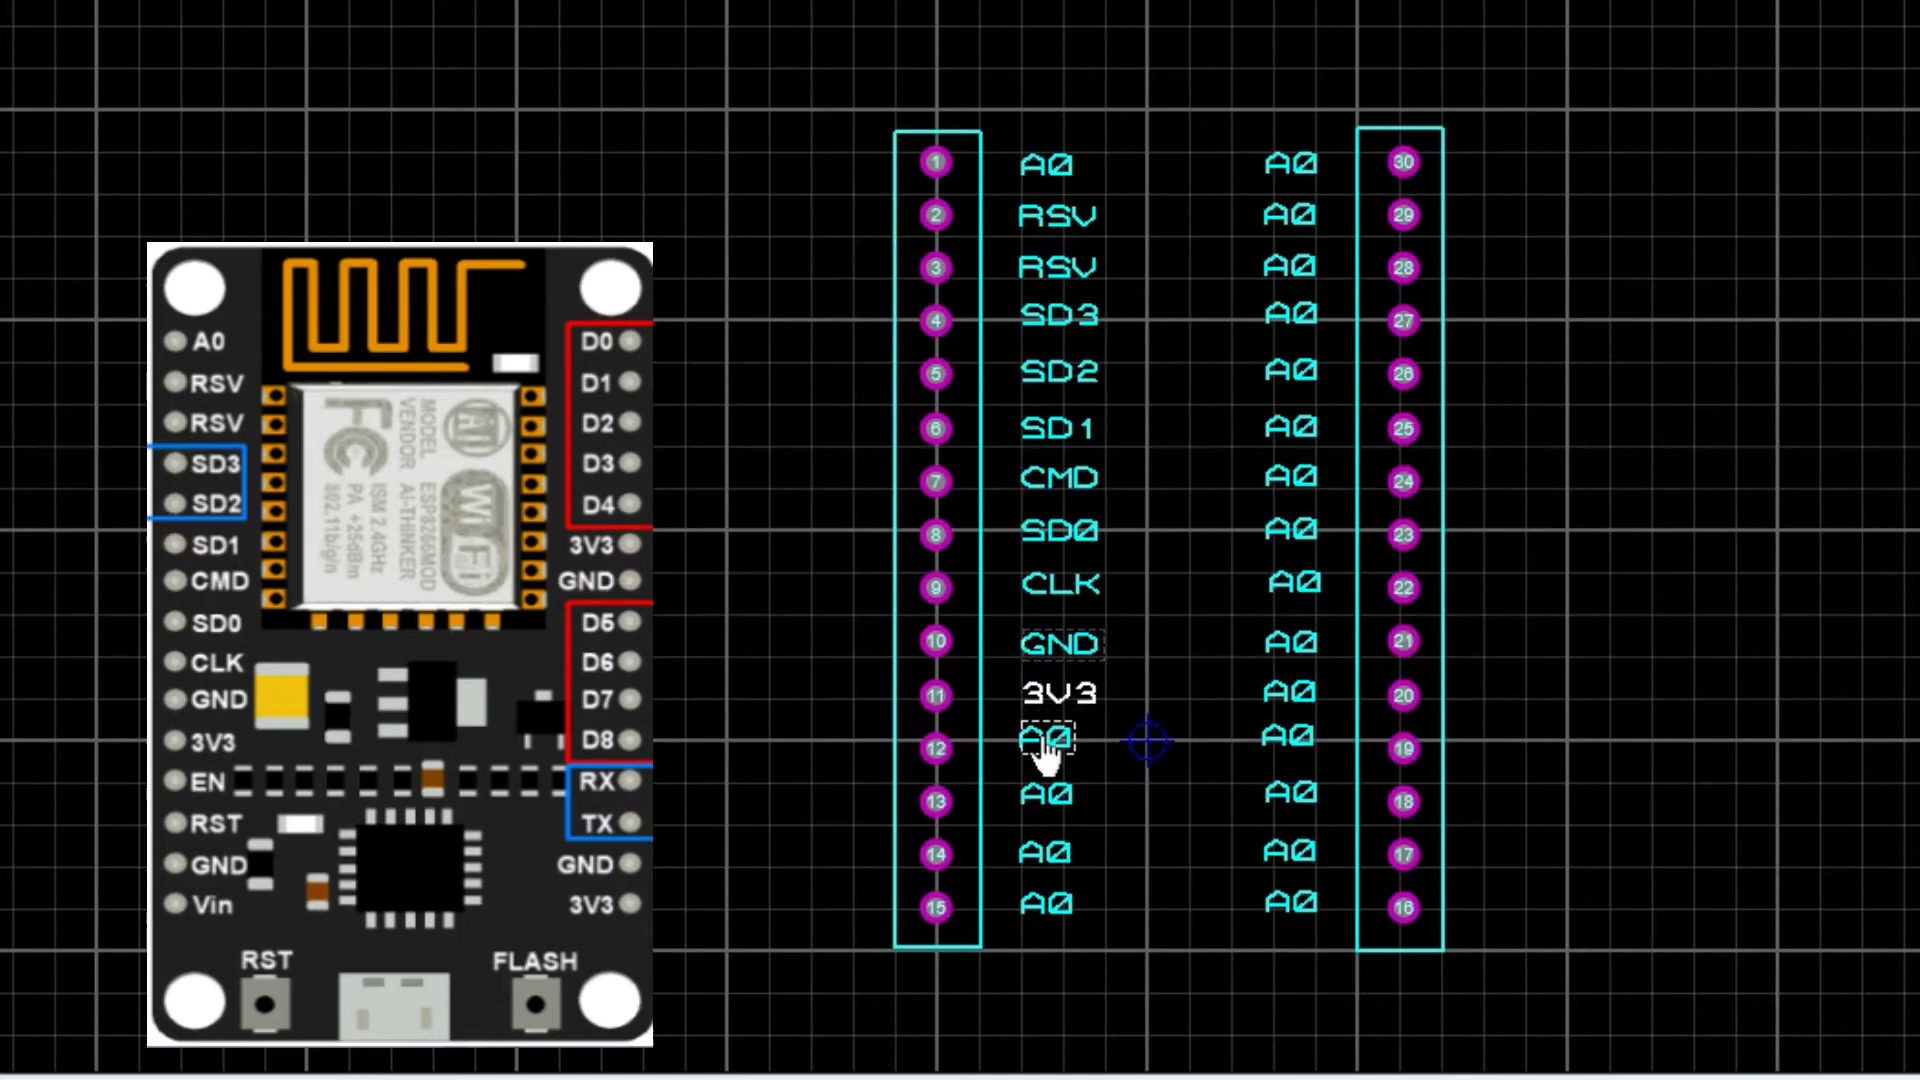 A0 D0
RSV D1
RSV D2
SD3 D3
SD2 D4
SD1 3V3
CMD GND
SD0 D5
CLK D6
GND D7
3V3 D8
EN RX
RST TX
GND GND
Vin 3V3
RST FLASH
MODEL ESP8266MOD
VENDOR AI-THINKER
ISM 2.4GHz
PA +25dBm
802.11b/g/n
FC
Wi Fi
1 A0 A0 30
2 RSV A0 29
3 RSV A0 28
4 SD3 A0 27
5 SD2 A0 26
6 SD1 A0 25
7 CMD A0 24
8 SD0 A0 23
9 CLK A0 22
10 GND A0 21
11 3V3 A0 20
12 A0 A0 19
13 A0 A0 18
14 A0 A0 17
15 A0 A0 16